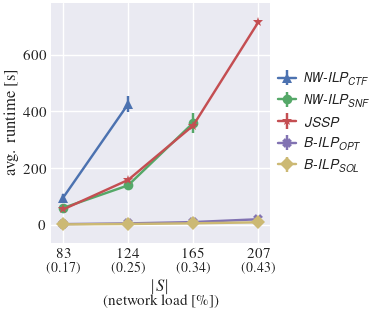 avg. runtime [s]
600
400
200
0
83 124 165 207
(0.17) (0.25) (0.34) (0.43)
|S|
(network load [%])
NW-ILP_CTF
NW-ILP_SNF
JSSP
B-ILP_OPT
B-ILP_SOL